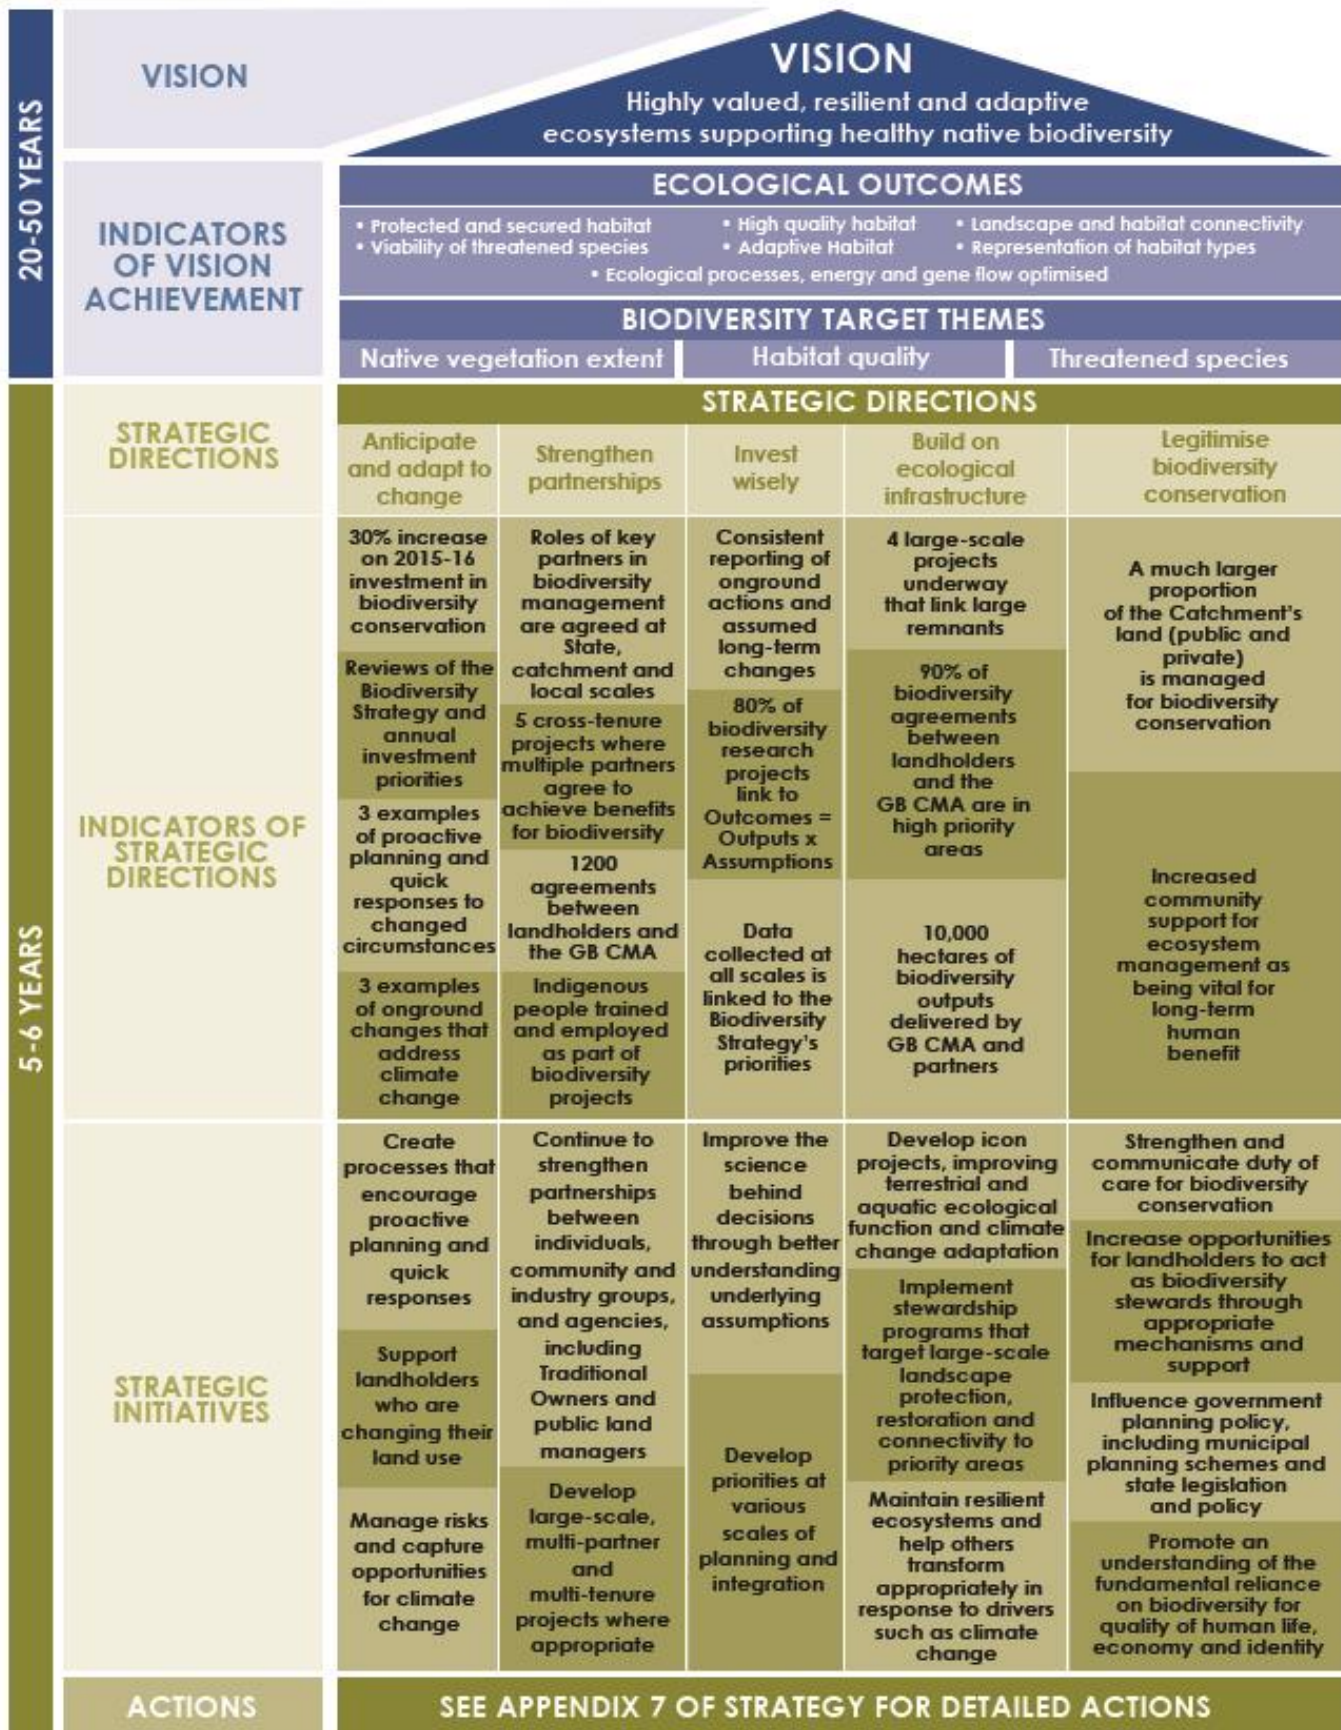 20-50 YEARS
VISION
VISION
Highly valued, resilient and adaptive
ecosystems supporting healthy native biodiversity
INDICATORS
OF VISION
ACHIEVEMENT
ECOLOGICAL OUTCOMES
• Protected and secured habitat • High quality habitat • Landscape and habitat connectivity
• Viability of threatened species • Adaptive Habitat • Representation of habitat types
• Ecological processes, energy and gene flow optimised
BIODIVERSITY TARGET THEMES
Native vegetation extent Habitat quality Threatened species
5-6 YEARS
STRATEGIC
DIRECTIONS
STRATEGIC DIRECTIONS
Anticipate
and adapt to
change
Strengthen
partnerships
Invest
wisely
Build on
ecological
infrastructure
Legitimise
biodiversity
conservation
INDICATORS OF
STRATEGIC
DIRECTIONS
30% increase
on 2015-16
investment in
biodiversity
conservation
Reviews of the
Biodiversity
Strategy and
annual
investment
priorities
3 examples
of proactive
planning and
quick
responses to
changed
circumstances
3 examples
of onground
changes that
address
climate
change
Roles of key
partners in
biodiversity
management
are agreed at
State,
catchment and
local scales
5 cross-tenure
projects where
multiple partners
agree to
achieve benefits
for biodiversity
1200
agreements
between
landholders and
the GB CMA
Indigenous
people trained
and employed
as part of
biodiversity
projects
Consistent
reporting of
onground
actions and
assumed
long-term
changes
80% of
biodiversity
research
projects
link to
Outcomes =
Outputs x
Assumptions
Data
collected at
all scales is
linked to the
Biodiversity
Strategy's
priorities
4 large-scale
projects
underway
that link large
remnants
90% of
biodiversity
agreements
between
landholders
and the
GB CMA are in
high priority
areas
10,000
hectares of
biodiversity
outputs
delivered by
GB CMA and
partners
A much larger
proportion
of the Catchment's
land (public and
private)
is managed
for biodiversity
conservation
Increased
community
support for
ecosystem
management as
being vital for
long-term
human
benefit
STRATEGIC
INITIATIVES
Create
processes that
encourage
proactive
planning and
quick
responses
Support
landholders
who are
changing their
land use
Manage risks
and capture
opportunities
for climate
change
Continue to
strengthen
partnerships
between
individuals,
community and
industry groups,
and agencies,
including
Traditional
Owners and
public land
managers
Develop
large-scale,
multi-partner
and
multi-tenure
projects where
appropriate
Improve the
science
behind
decisions
through better
understanding
underlying
assumptions
Develop
priorities at
various
scales of
planning and
integration
Develop icon
projects, improving
terrestrial and
aquatic ecological
function and climate
change adaptation
Implement
stewardship
programs that
target large-scale
landscape
protection,
restoration and
connectivity to
priority areas
Maintain resilient
ecosystems and
help others
transform
appropriately in
response to drivers
such as climate
change
Strengthen and
communicate duty of
care for biodiversity
conservation
Increase opportunities
for landholders to act
as biodiversity
stewards through
appropriate
mechanisms and
support
Influence government
planning policy,
including municipal
planning schemes and
state legislation
and policy
Promote an
understanding of the
fundamental reliance
on biodiversity for
quality of human life,
economy and identity
ACTIONS
SEE APPENDIX 7 OF STRATEGY FOR DETAILED ACTIONS